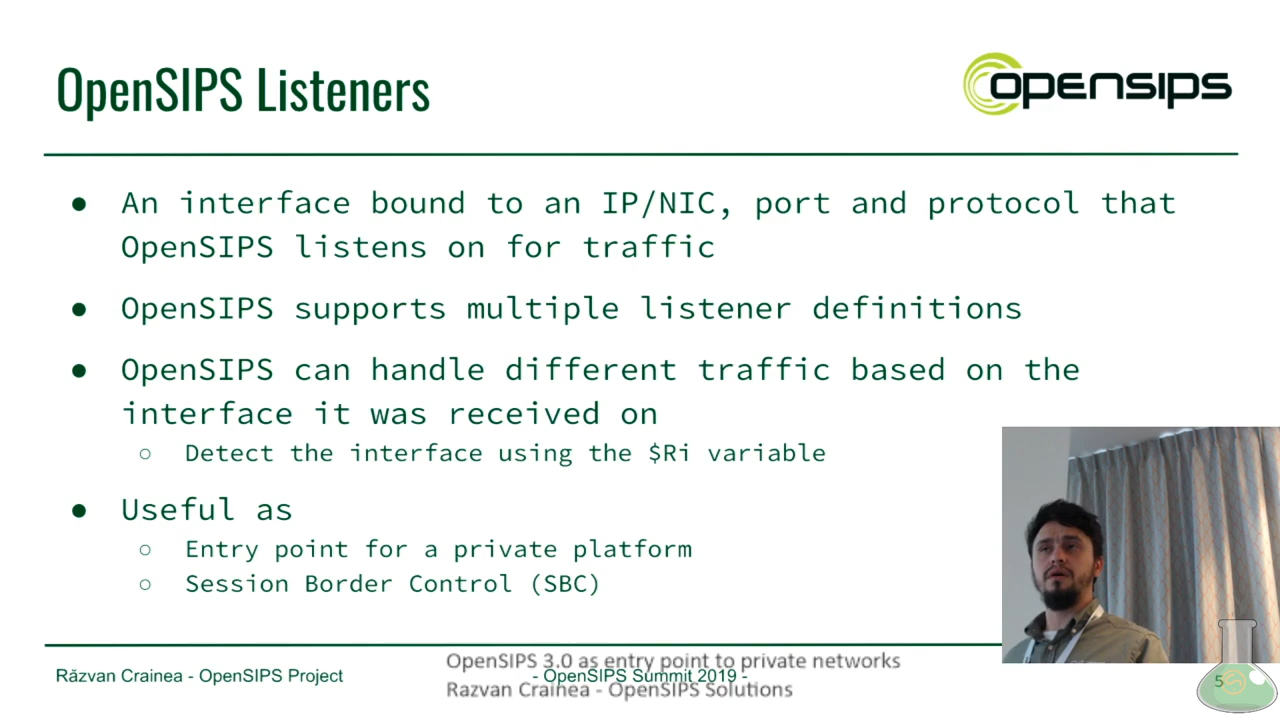 OpenSIPS Listeners
opensips
● An interface bound to an IP/NIC, port and protocol that
OpenSIPS listens on for traffic
● OpenSIPS supports multiple listener definitions
● OpenSIPS can handle different traffic based on the
interface it was received on
○ Detect the interface using the $Ri variable
● Useful as
○ Entry point for a private platform
○ Session Border Control (SBC)
Răzvan Crainea - OpenSIPS Project
- OpenSIPS Summit 2019 -
OpenSIPS 3.0 as entry point to private networks
Razvan Crainea - OpenSIPS Solutions
5